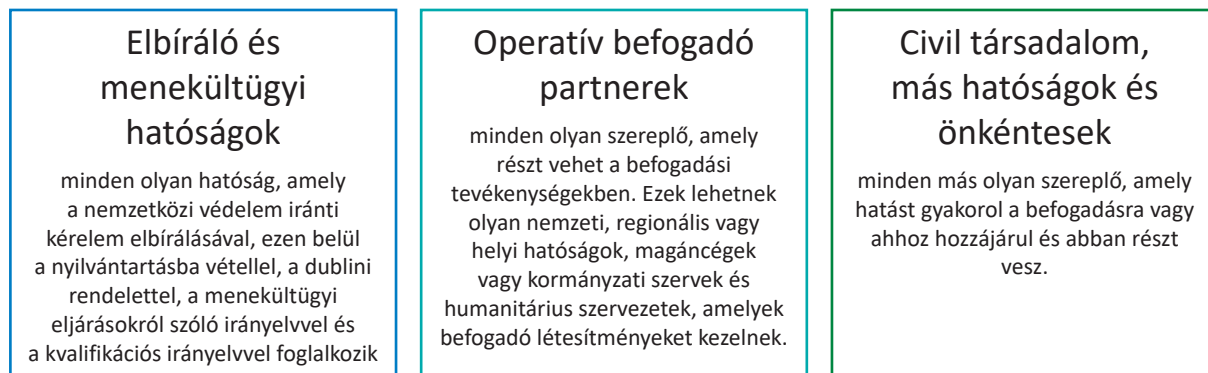 Elbíráló és
menekültügyi
hatóságok
minden olyan hatóság, amely
a nemzetközi védelem iránti
kérelem elbírálásával, ezen belül
a nyilvántartásba vétellel, a dublini
rendelettel, a menekültügyi
eljárásokról szóló irányelvvel és
a kvalifikációs irányelvvel foglalkozik
Operatív befogadó
partnerek
minden olyan szereplő, amely
részt vehet a befogadási
tevékenységekben. Ezek lehetnek
olyan nemzeti, regionális vagy
helyi hatóságok, magáncégek
vagy kormányzati szervek és
humanitárius szervezetek, amelyek
befogadó létesítményeket kezelnek.
Civil társadalom,
más hatóságok és
önkéntesek
minden más olyan szereplő, amely
hatást gyakorol a befogadásra vagy
ahhoz hozzájárul és abban részt
vesz.